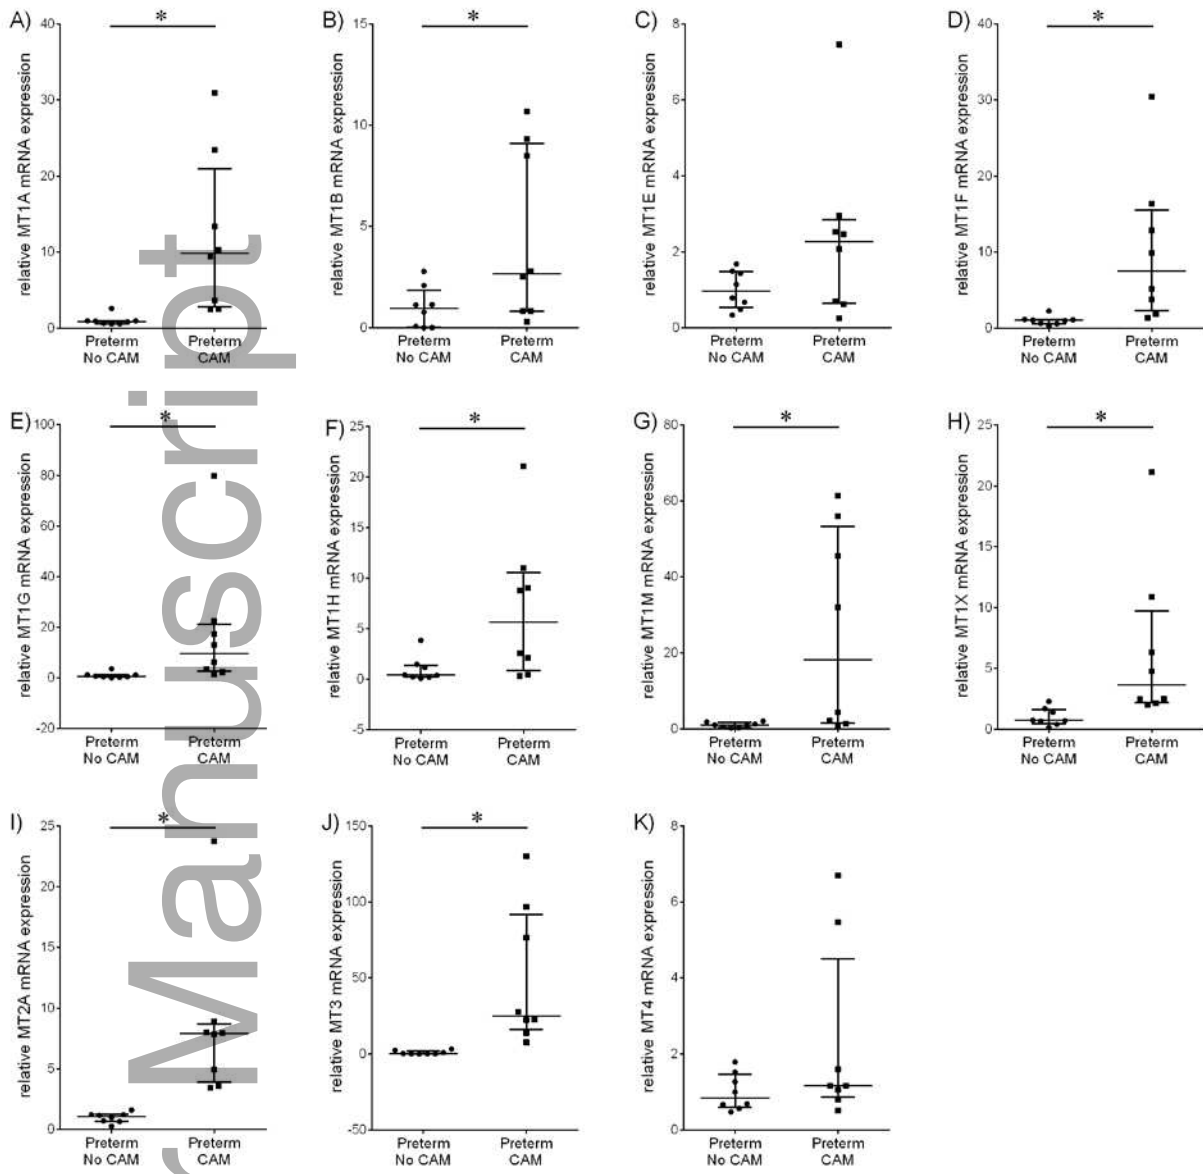 A)
*
relative MT1A mRNA expression
40
30
20
10
0
Preterm No CAM
Preterm CAM
B)
*
relative MT1B mRNA expression
15
10
5
0
Preterm No CAM
Preterm CAM
C)
relative MT1E mRNA expression
8
6
4
2
0
Preterm No CAM
Preterm CAM
D)
*
relative MT1F mRNA expression
40
30
20
10
0
Preterm No CAM
Preterm CAM
E)
*
relative MT1G mRNA expression
100
80
60
40
20
0
-20
Preterm No CAM
Preterm CAM
F)
*
relative MT1H mRNA expression
25
20
15
10
5
0
-5
Preterm No CAM
Preterm CAM
G)
*
relative MT1M mRNA expression
80
60
40
20
0
Preterm No CAM
Preterm CAM
H)
*
relative MT1X mRNA expression
25
20
15
10
5
0
Preterm No CAM
Preterm CAM
I)
*
relative MT2A mRNA expression
25
20
15
10
5
0
Preterm No CAM
Preterm CAM
J)
*
relative MT3 mRNA expression
150
100
50
0
-50
Preterm No CAM
Preterm CAM
K)
relative MT4 mRNA expression
8
6
4
2
0
Preterm No CAM
Preterm CAM
Manuscript